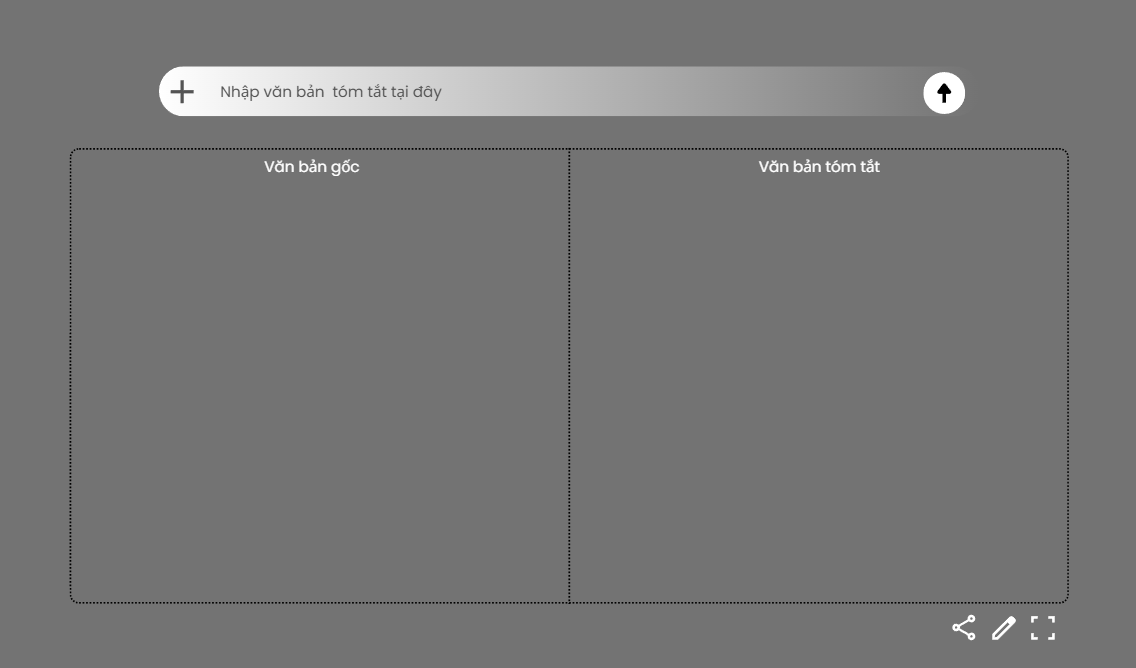 Nhập văn bản  tóm tắt tại đây
Văn bản gốc
Văn bản tóm tắt